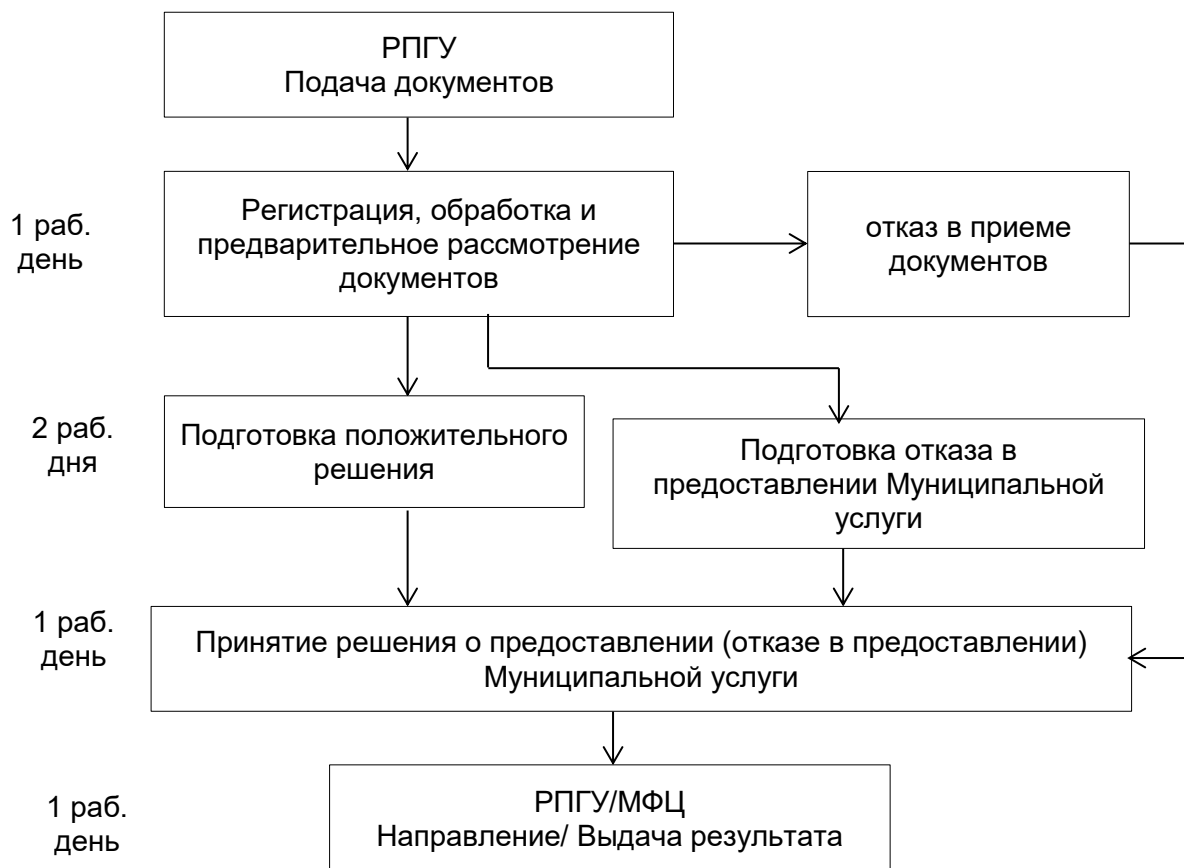 РПГУ
Подача документов
1 раб.
день
Регистрация, обработка и
предварительное рассмотрение
документов
отказ в приеме
документов
2 раб.
дня
Подготовка положительного
решения
Подготовка отказа в
предоставлении Муниципальной
услуги
1 раб.
день
Принятие решения о предоставлении (отказе в предоставлении)
Муниципальной услуги
1 раб.
день
РПГУ/МФЦ
Направление/ Выдача результата